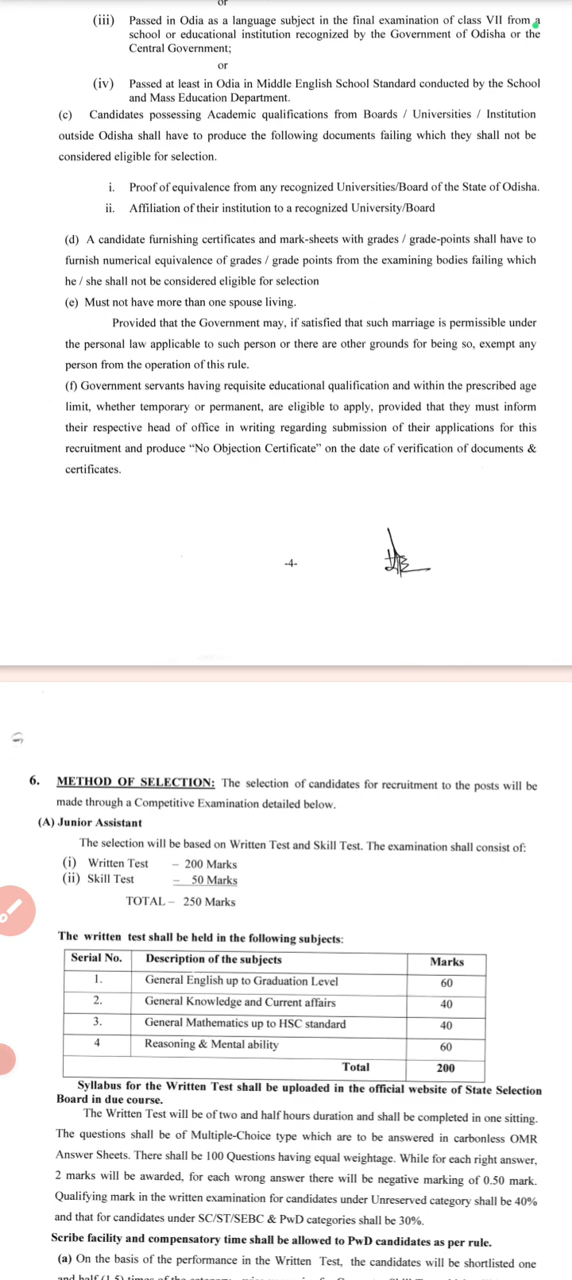 or
(iii) Passed in Odia as a language subject in the final examination of class VII from a
school or educational institution recognized by the Government of Odisha or the
Central Government;
or
(iv) Passed at least in Odia in Middle English School Standard conducted by the School
and Mass Education Department.
(c) Candidates possessing Academic qualifications from Boards / Universities / Institution
outside Odisha shall have to produce the following documents failing which they shall not be
considered eligible for selection.
i. Proof of equivalence from any recognized Universities/Board of the State of Odisha.
ii. Affiliation of their institution to a recognized University/Board
(d) A candidate furnishing certificates and mark-sheets with grades / grade-points shall have to
furnish numerical equivalence of grades / grade points from the examining bodies failing which
he / she shall not be considered eligible for selection
(e) Must not have more than one spouse living.
Provided that the Government may, if satisfied that such marriage is permissible under
the personal law applicable to such person or there are other grounds for being so, exempt any
person from the operation of this rule.
(f) Government servants having requisite educational qualification and within the prescribed age
limit, whether temporary or permanent, are eligible to apply, provided that they must inform
their respective head of office in writing regarding submission of their applications for this
recruitment and produce “No Objection Certificate” on the date of verification of documents &
certificates.
-4-
6. METHOD OF SELECTION: The selection of candidates for recruitment to the posts will be
made through a Competitive Examination detailed below.
(A) Junior Assistant
The selection will be based on Written Test and Skill Test. The examination shall consist of:
(i) Written Test – 200 Marks
(ii) Skill Test – 50 Marks
TOTAL – 250 Marks
The written test shall be held in the following subjects:
Serial No. Description of the subjects Marks
1. General English up to Graduation Level 60
2. General Knowledge and Current affairs 40
3. General Mathematics up to HSC standard 40
4 Reasoning & Mental ability 60
Total 200
Syllabus for the Written Test shall be uploaded in the official website of State Selection
Board in due course.
The Written Test will be of two and half hours duration and shall be completed in one sitting.
The questions shall be of Multiple-Choice type which are to be answered in carbonless OMR
Answer Sheets. There shall be 100 Questions having equal weightage. While for each right answer,
2 marks will be awarded, for each wrong answer there will be negative marking of 0.50 mark.
Qualifying mark in the written examination for candidates under Unreserved category shall be 40%
and that for candidates under SC/ST/SEBC & PwD categories shall be 30%.
Scribe facility and compensatory time shall be allowed to PwD candidates as per rule.
(a) On the basis of the performance in the Written Test, the candidates will be shortlisted one
and half (1.5) times of the